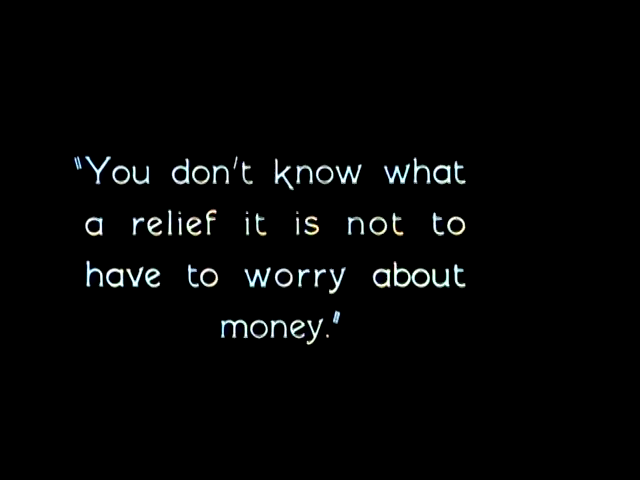 "You don't know what
a relief it is not to
have to worry about
money."